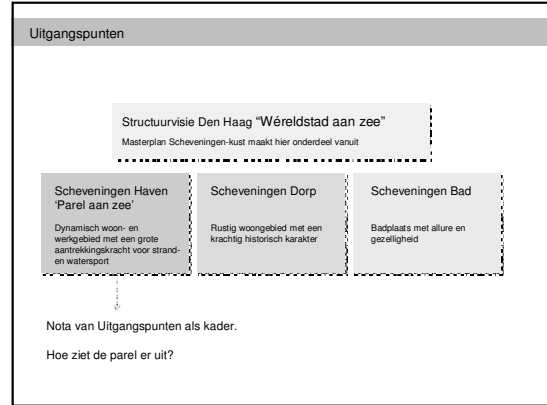 Uitgangspunten
Structuurvisie Den Haag “Wéreldstad aan zee”
Masterplan Scheveningen-kust maakt hier onderdeel vanuit
Scheveningen Haven
‘Parel aan zee’
Dynamisch woon- en
werkgebied met een grote
aantrekkingskracht voor strand-
en watersport
Scheveningen Dorp
Rustig woongebied met een
krachtig historisch karakter
Scheveningen Bad
Badplaats met allure en
gezelligheid
Nota van Uitgangspunten als kader.
Hoe ziet de parel er uit?